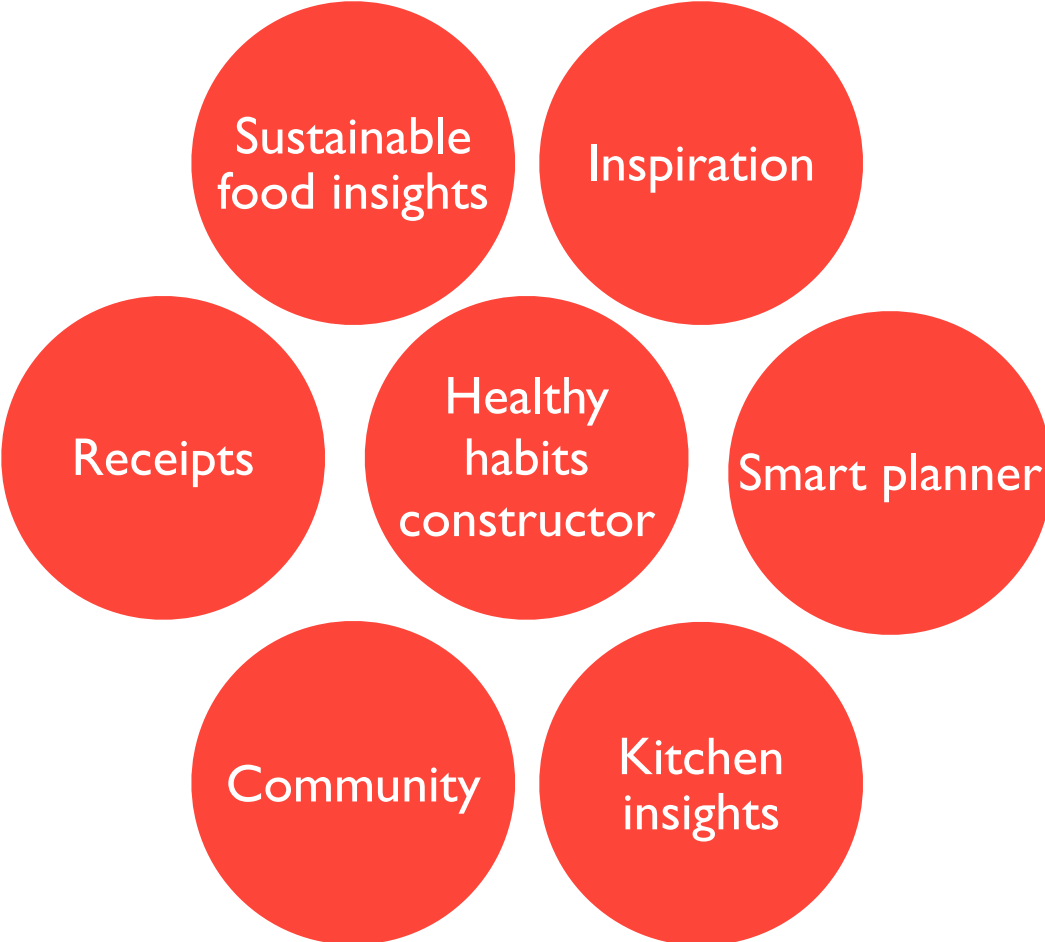 Sustainable
food insights
Inspiration
Receipts
Healthy
habits
constructor
Smart planner
Community
Kitchen
insights